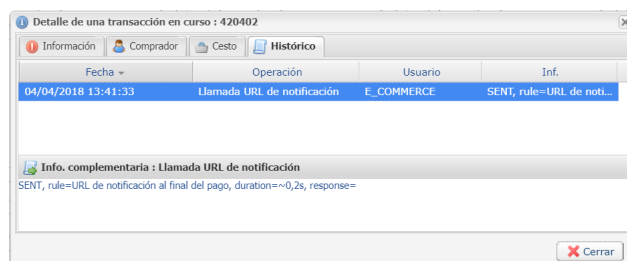 Detalle de una transacción en curso : 420402
Información Comprador Cesto Histórico
Fecha Operación Usuario Inf.
04/04/2018 13:41:33 Llamada URL de notificación E_COMMERCE SENT, rule=URL de noti...
Info. complementaria : Llamada URL de notificación
SENT, rule=URL de notificación al final del pago, duration=~0,2s, response=
Cerrar